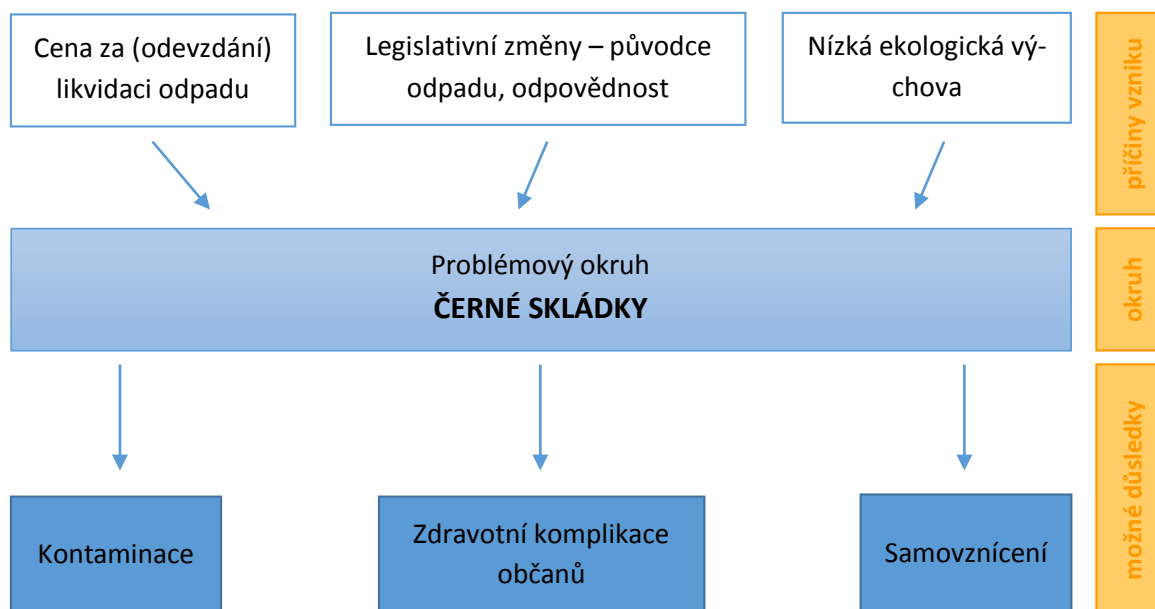 Cena za (odevzdání)
likvidaci odpadu
Legislativní změny – původce
odpadu, odpovědnost
Nízká ekologická vý-
chova
příčiny vzniku
Problémový okruh
ČERNÉ SKLÁDKY
okruh
Kontaminace
Zdravotní komplikace
občanů
Samovznícení
možné důsledky